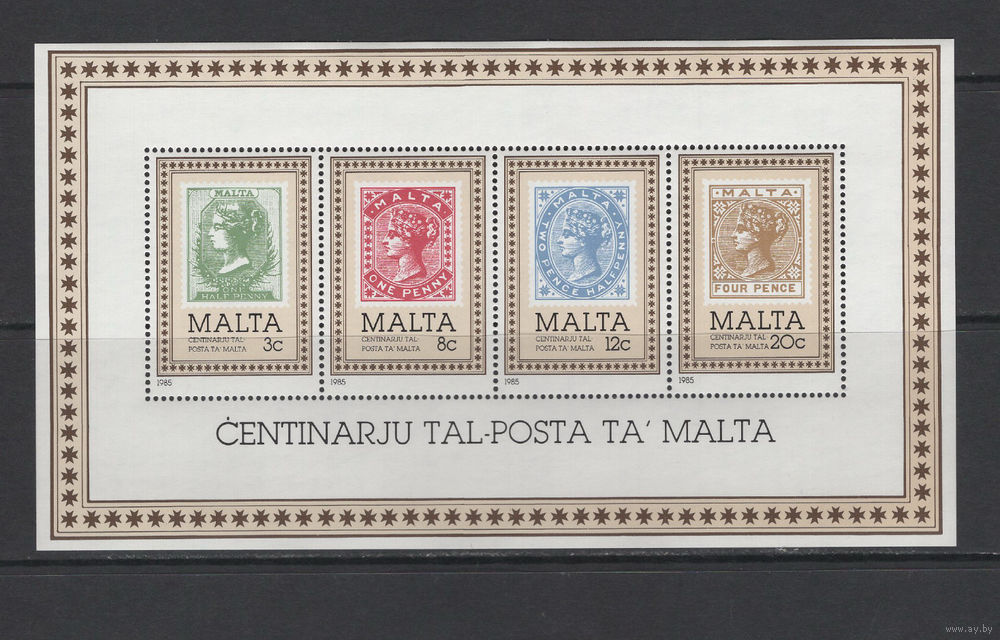 MALTA
ONE
HALF PENNY
MALTA
CENTINARJU TAL-
POSTA TA' MALTA
3c
1985
MALTA
ONE PENNY
MALTA
CENTINARJU TAL-
POSTA TA' MALTA
8c
1985
TWO PENCE HALFPENNY
MALTA
CENTINARJU TAL-
POSTA TA' MALTA
12c
1985
MALTA
FOUR PENCE
MALTA
CENTINARJU TAL-
POSTA TA' MALTA
20c
1985
ĊENTINARJU TAL-POSTA TA' MALTA
www.ay.by